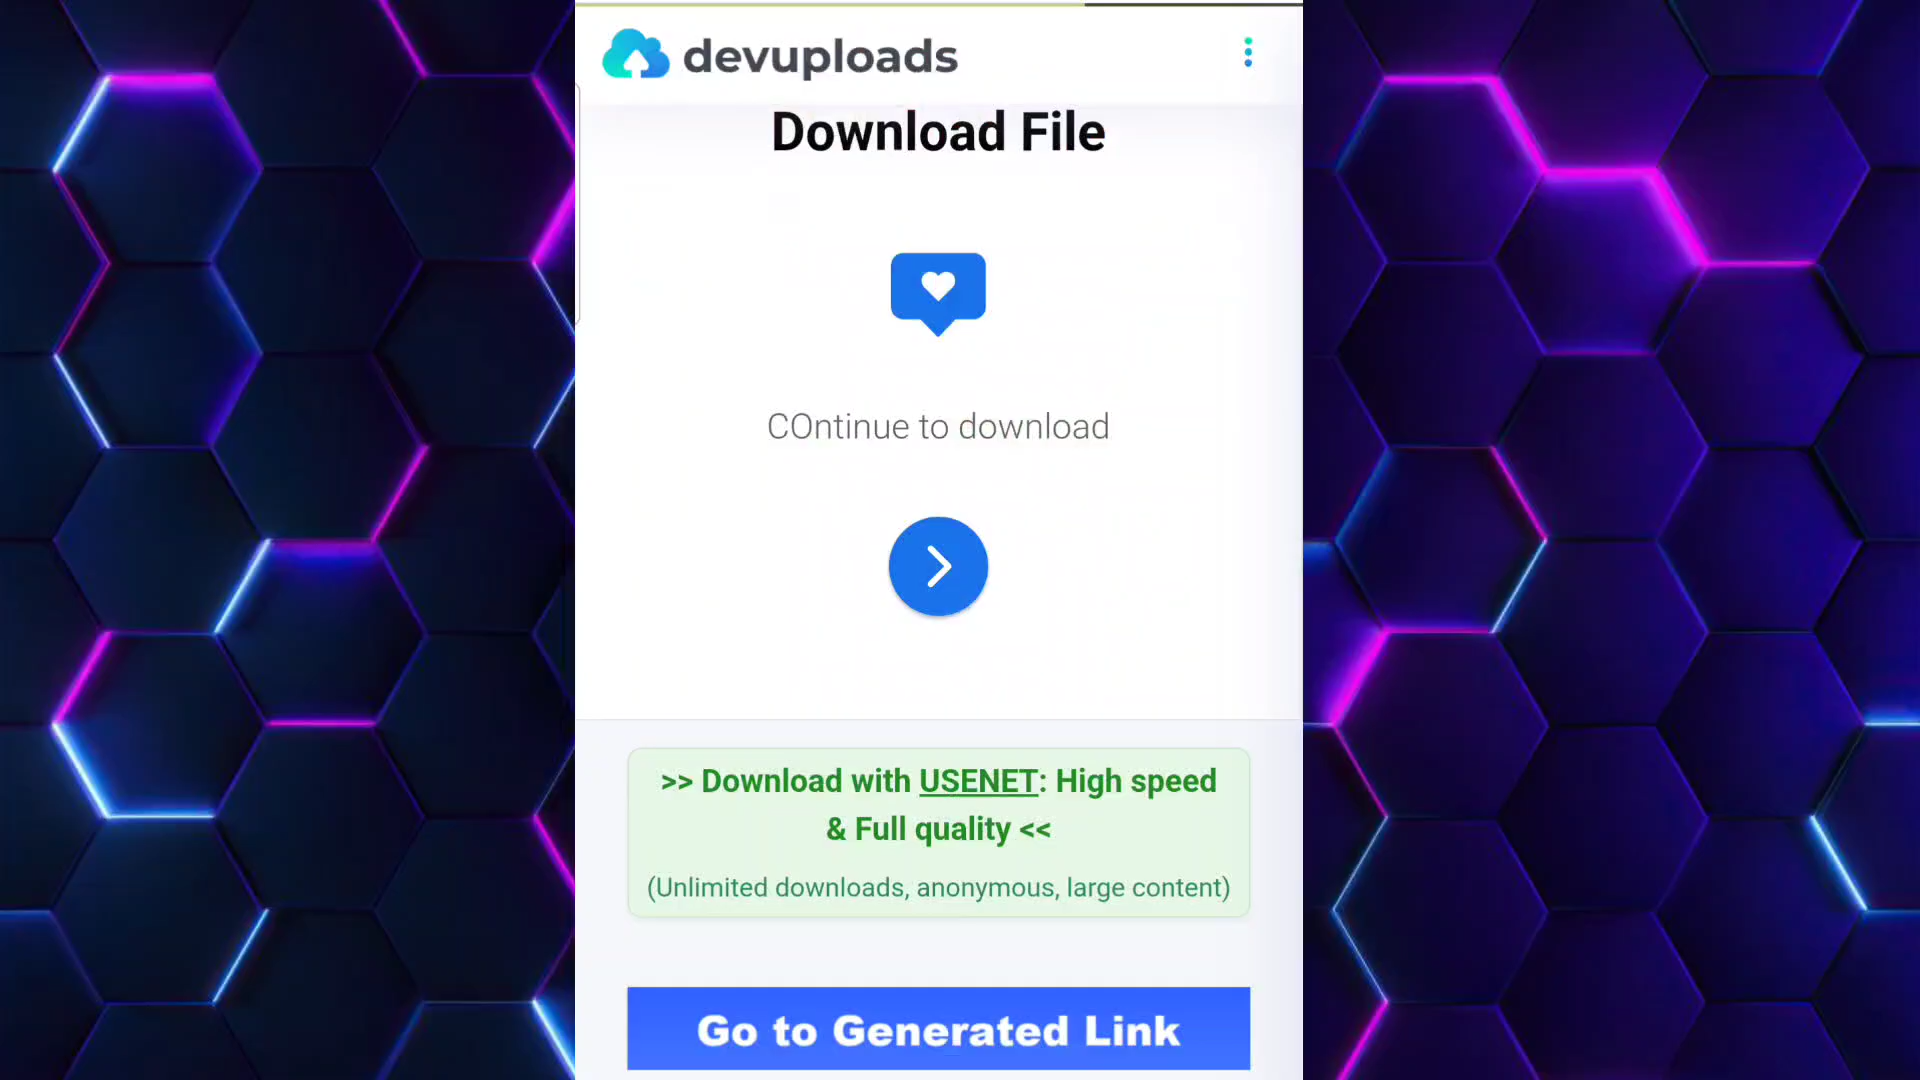 devuploads
Download File
COntinue to download
>> Download with USENET: High speed
& Full quality <<
(Unlimited downloads, anonymous, large content)
Go to Generated Link